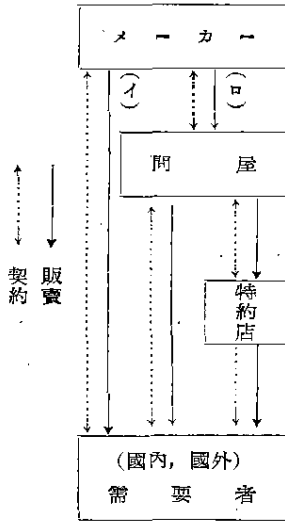 メーカー
(イ)
(ロ)
問屋
特約店
販賣
契約
(國內，國外)
需要者